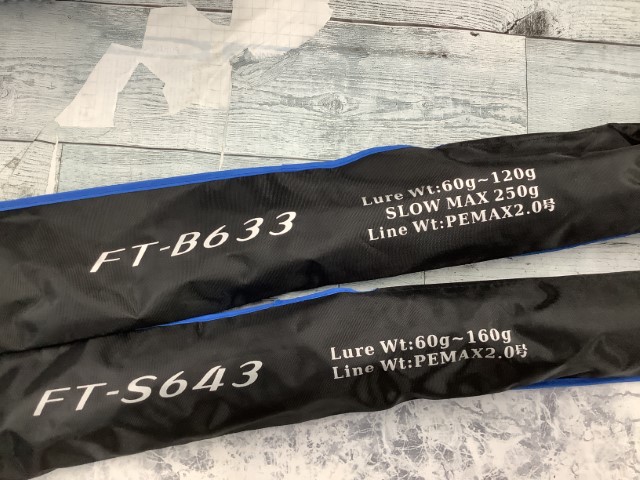 FT-B633
Lure Wt:60g~120g
SLOW MAX 250g
Line Wt:PEMAX2.0号
FT-S643
Lure Wt:60g~160g
Line Wt:PEMAX2.0号